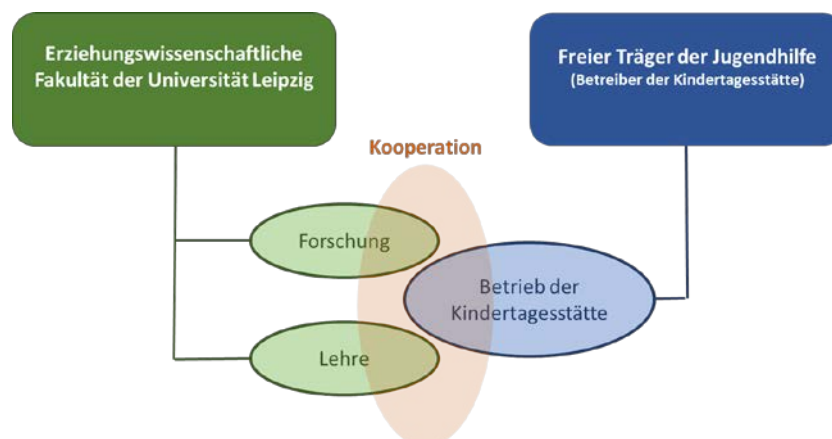 Erziehungswissenschaftliche
Fakultät der Universität Leipzig
Freier Träger der Jugendhilfe
(Betreiber der Kindertagesstätte)
Kooperation
Forschung
Betrieb der
Kindertagesstätte
Lehre